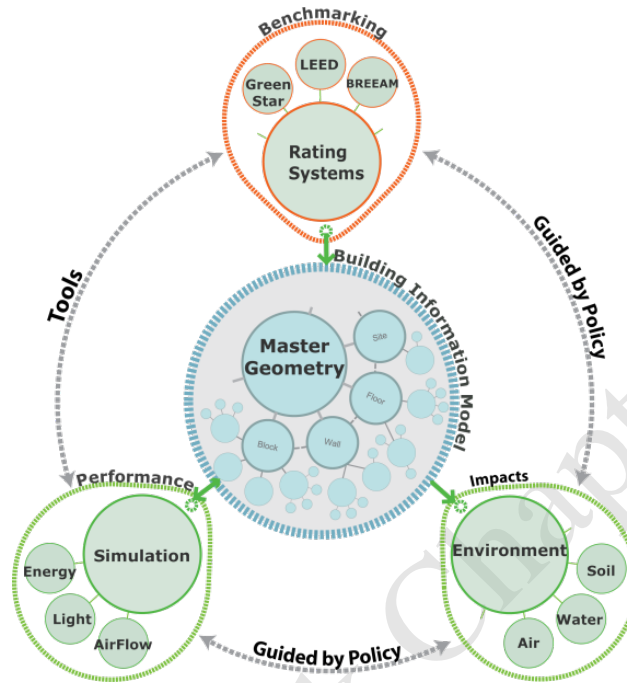 Benchmarking
LEED
Green
Star
BREEAM
Rating
Systems
Tools
Guided by Policy
Building Information Model
Master
Geometry
Site
Floor
Wall
Block
Performance
Impacts
Simulation
Energy
Light
AirFlow
Environment
Soil
Water
Air
Guided by Policy